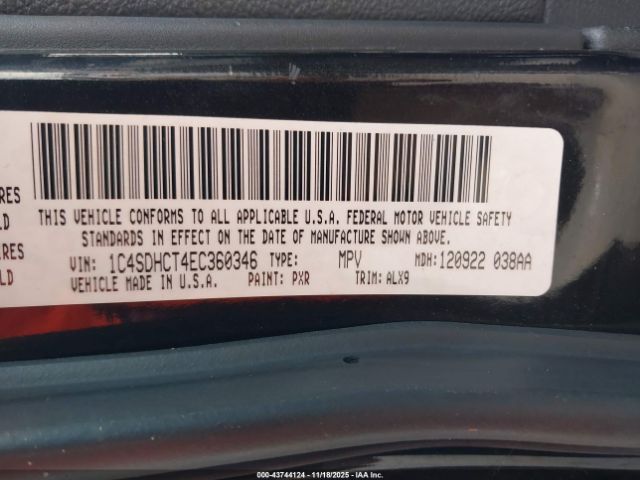 THIS VEHICLE CONFORMS TO ALL APPLICABLE U.S.A. FEDERAL MOTOR VEHICLE SAFETY
STANDARDS IN EFFECT ON THE DATE OF MANUFACTURE SHOWN ABOVE.
VIN: 1C4SDHCT4EC360346 TYPE: MPV MDH: 120922 038AA
VEHICLE MADE IN U.S.A. PAINT: PXR TRIM: ALX9
RES
LD
IRES
LD
000-43744124 | 11/18/2025 | © IAA Inc.